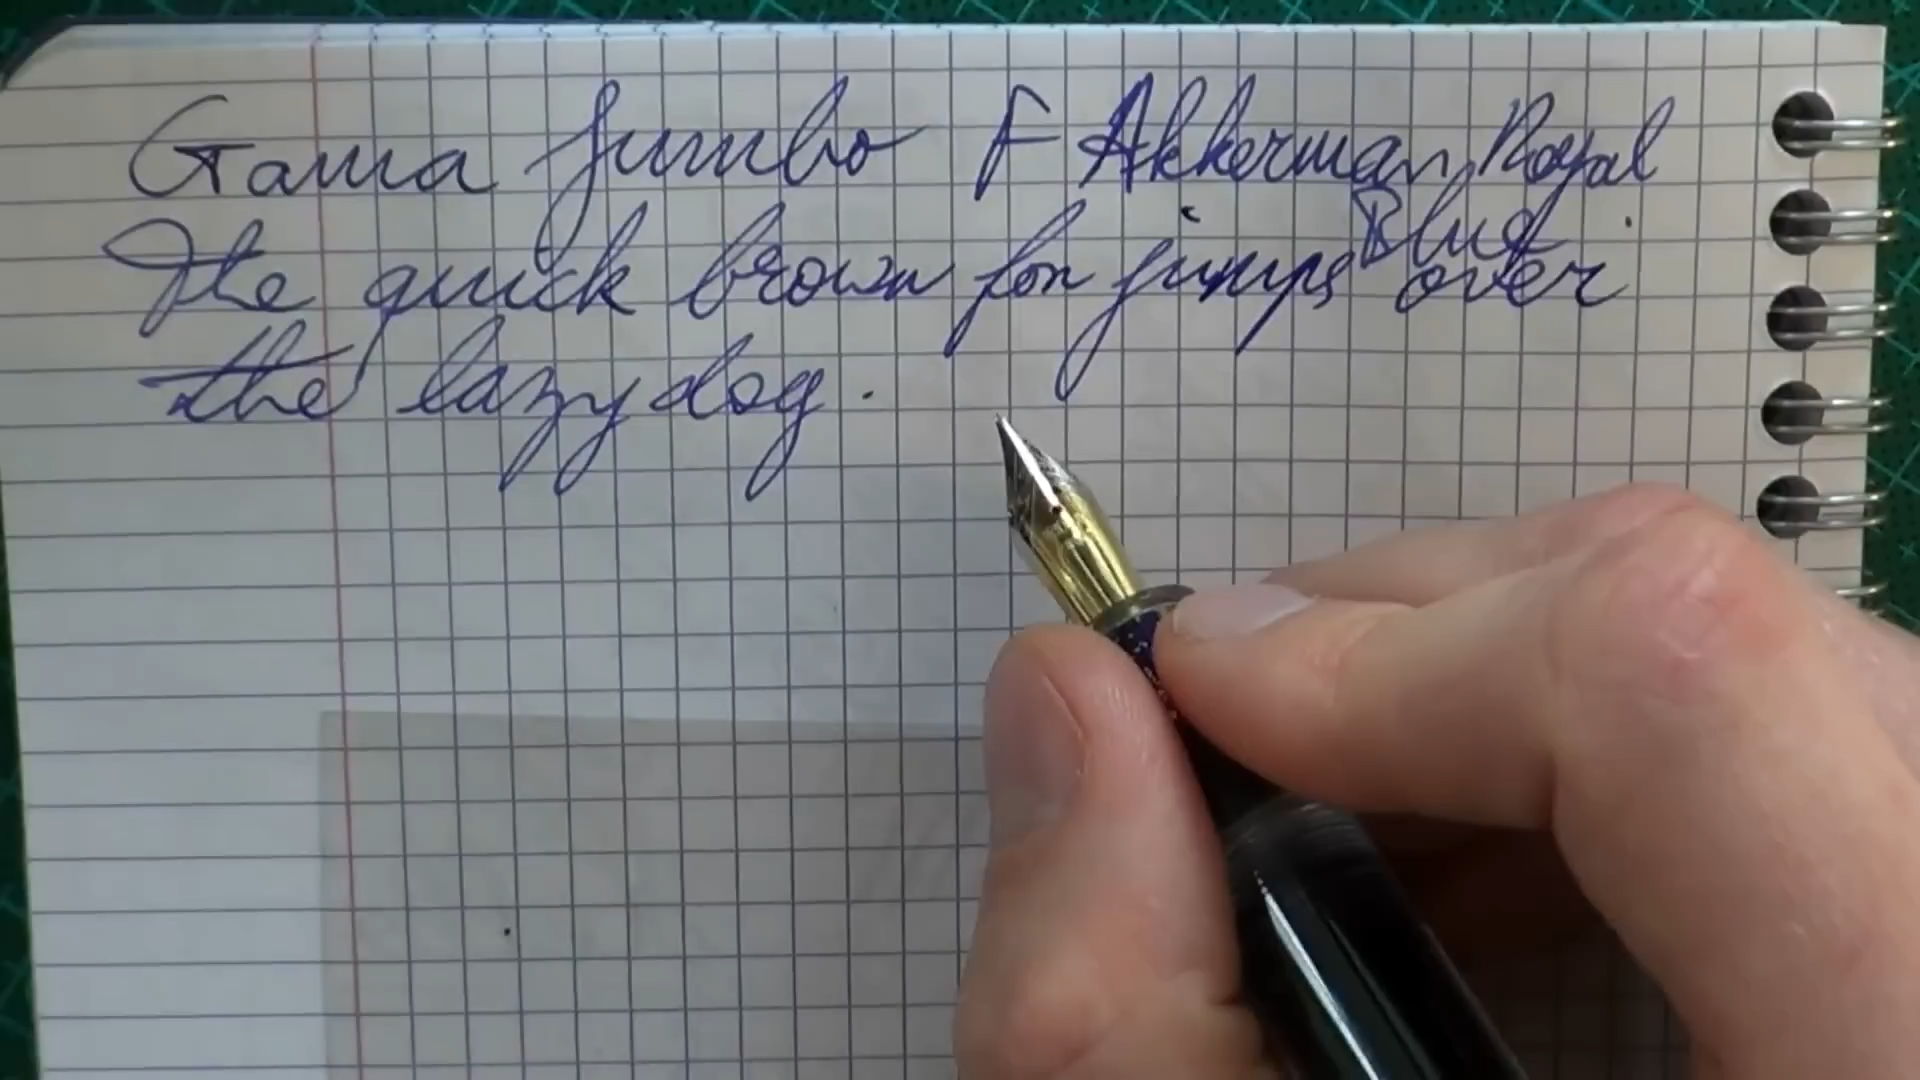 Gama Jumbo F Akkerman Royal
Blue
The quick brown fox jumps over
the lazy dog.